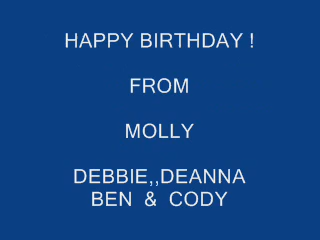 HAPPY BIRTHDAY !
FROM
MOLLY
DEBBIE,,DEANNA
BEN & CODY